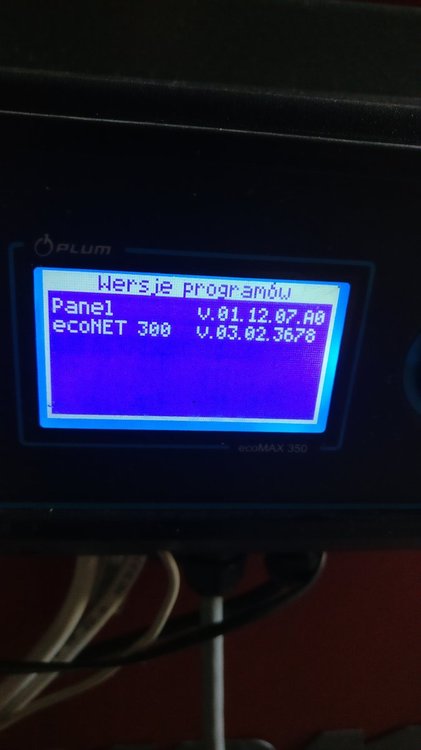 PLUM
Wersje programów
Panel v.01.12.07.A0
ecoNET 300 v.03.02.3678
ecoMAX 350